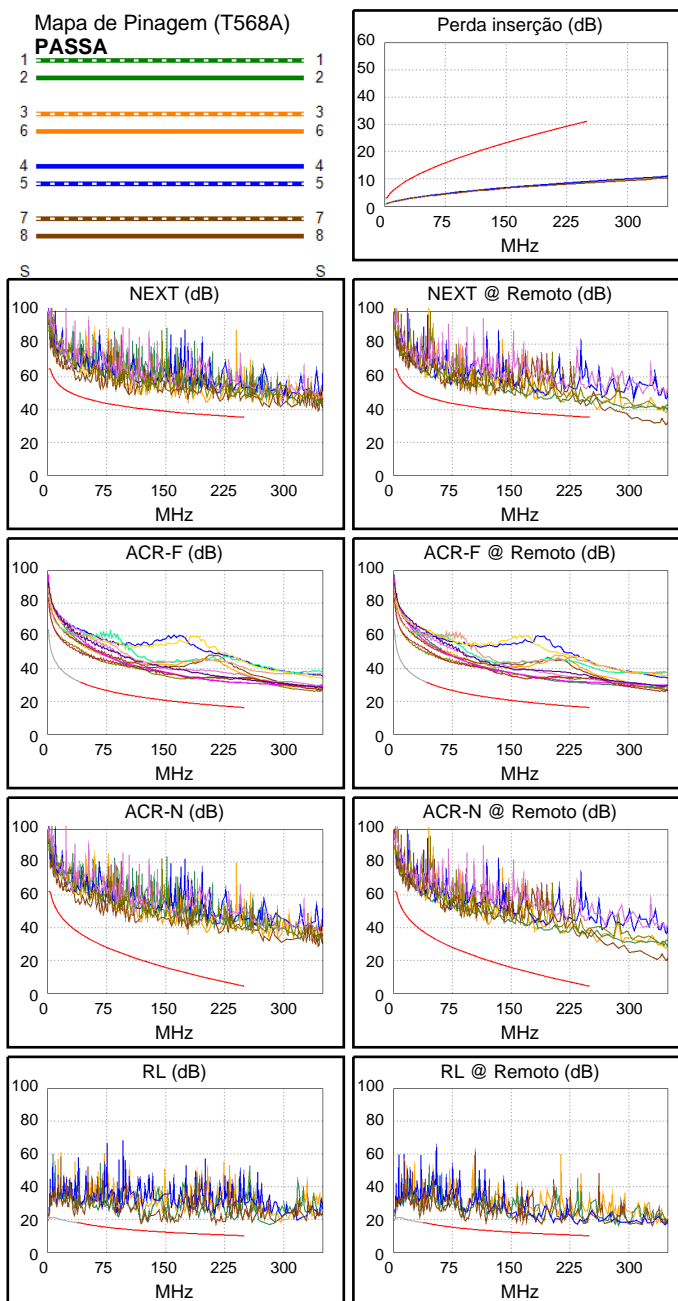 Mapa de Pinagem (T568A)
PASSA
1 1
2 2
3 3
6 6
4 4
5 5
7 7
8 8
S S
Perda inserção (dB)
60
50
40
30
20
10
0
0 75 150 225 300
MHz
NEXT (dB)
100
80
60
40
20
0
0 75 150 225 300
MHz
NEXT @ Remoto (dB)
100
80
60
40
20
0
0 75 150 225 300
MHz
ACR-F (dB)
100
80
60
40
20
0
0 75 150 225 300
MHz
ACR-F @ Remoto (dB)
100
80
60
40
20
0
0 75 150 225 300
MHz
ACR-N (dB)
100
80
60
40
20
0
0 75 150 225 300
MHz
ACR-N @ Remoto (dB)
100
80
60
40
20
0
0 75 150 225 300
MHz
RL (dB)
100
80
60
40
20
0
0 75 150 225 300
MHz
RL @ Remoto (dB)
100
80
60
40
20
0
0 75 150 225 300
MHz